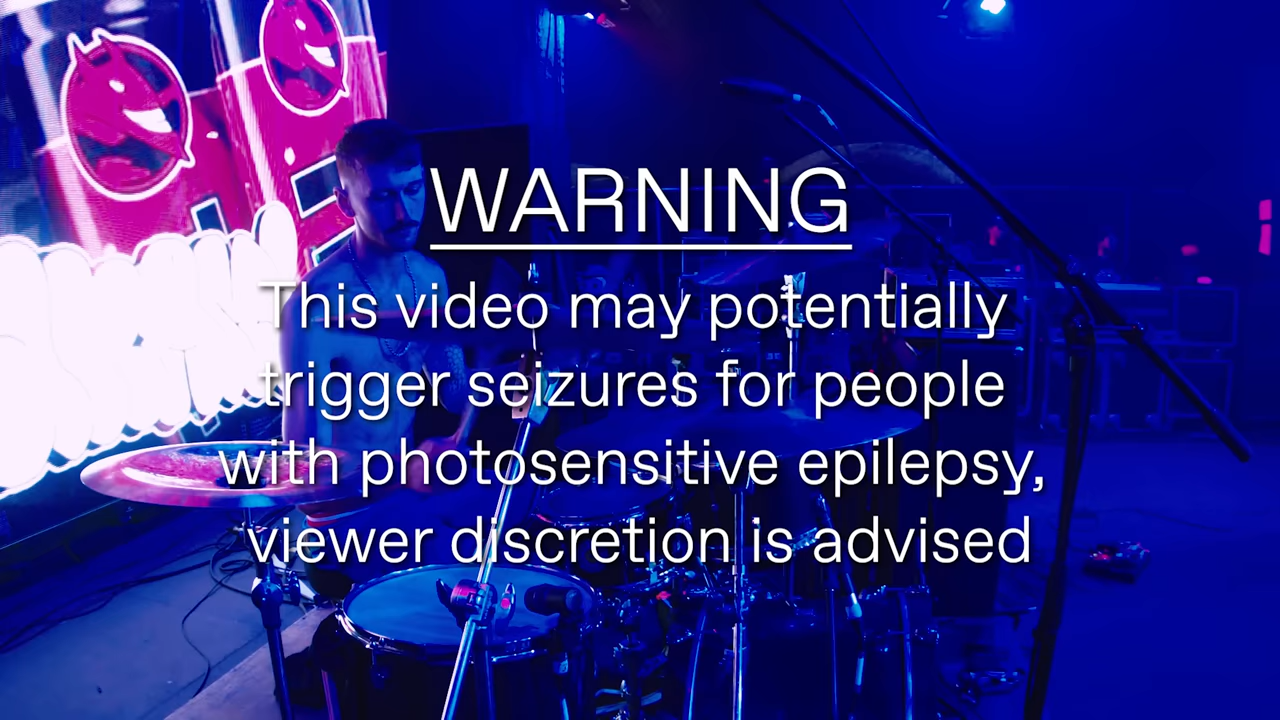 WARNING
This video may potentially
trigger seizures for people
with photosensitive epilepsy,
viewer discretion is advised